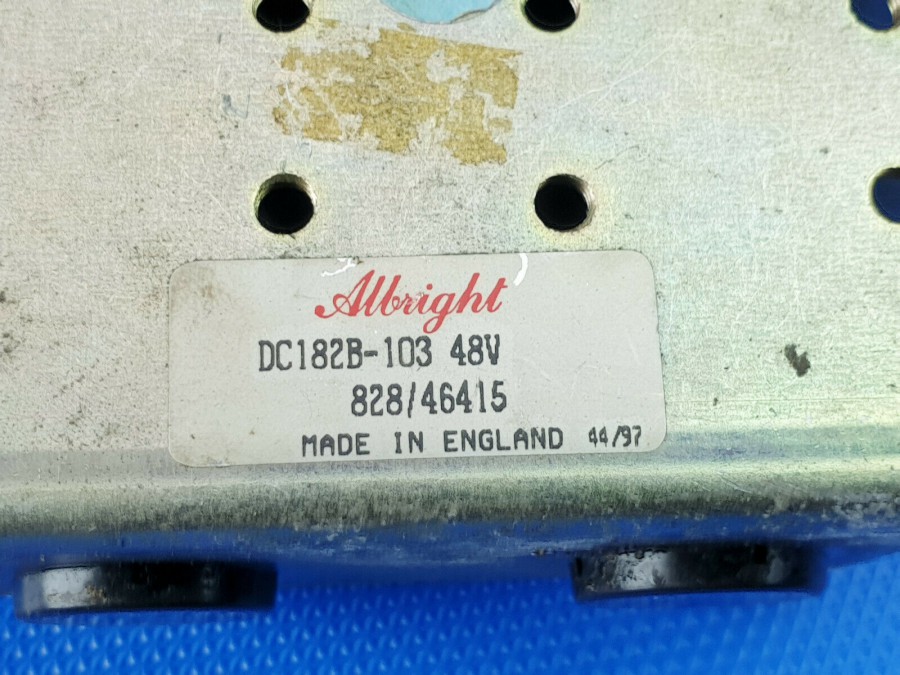 Albright
DC182B-103 48V
828/46415
MADE IN ENGLAND 44/97